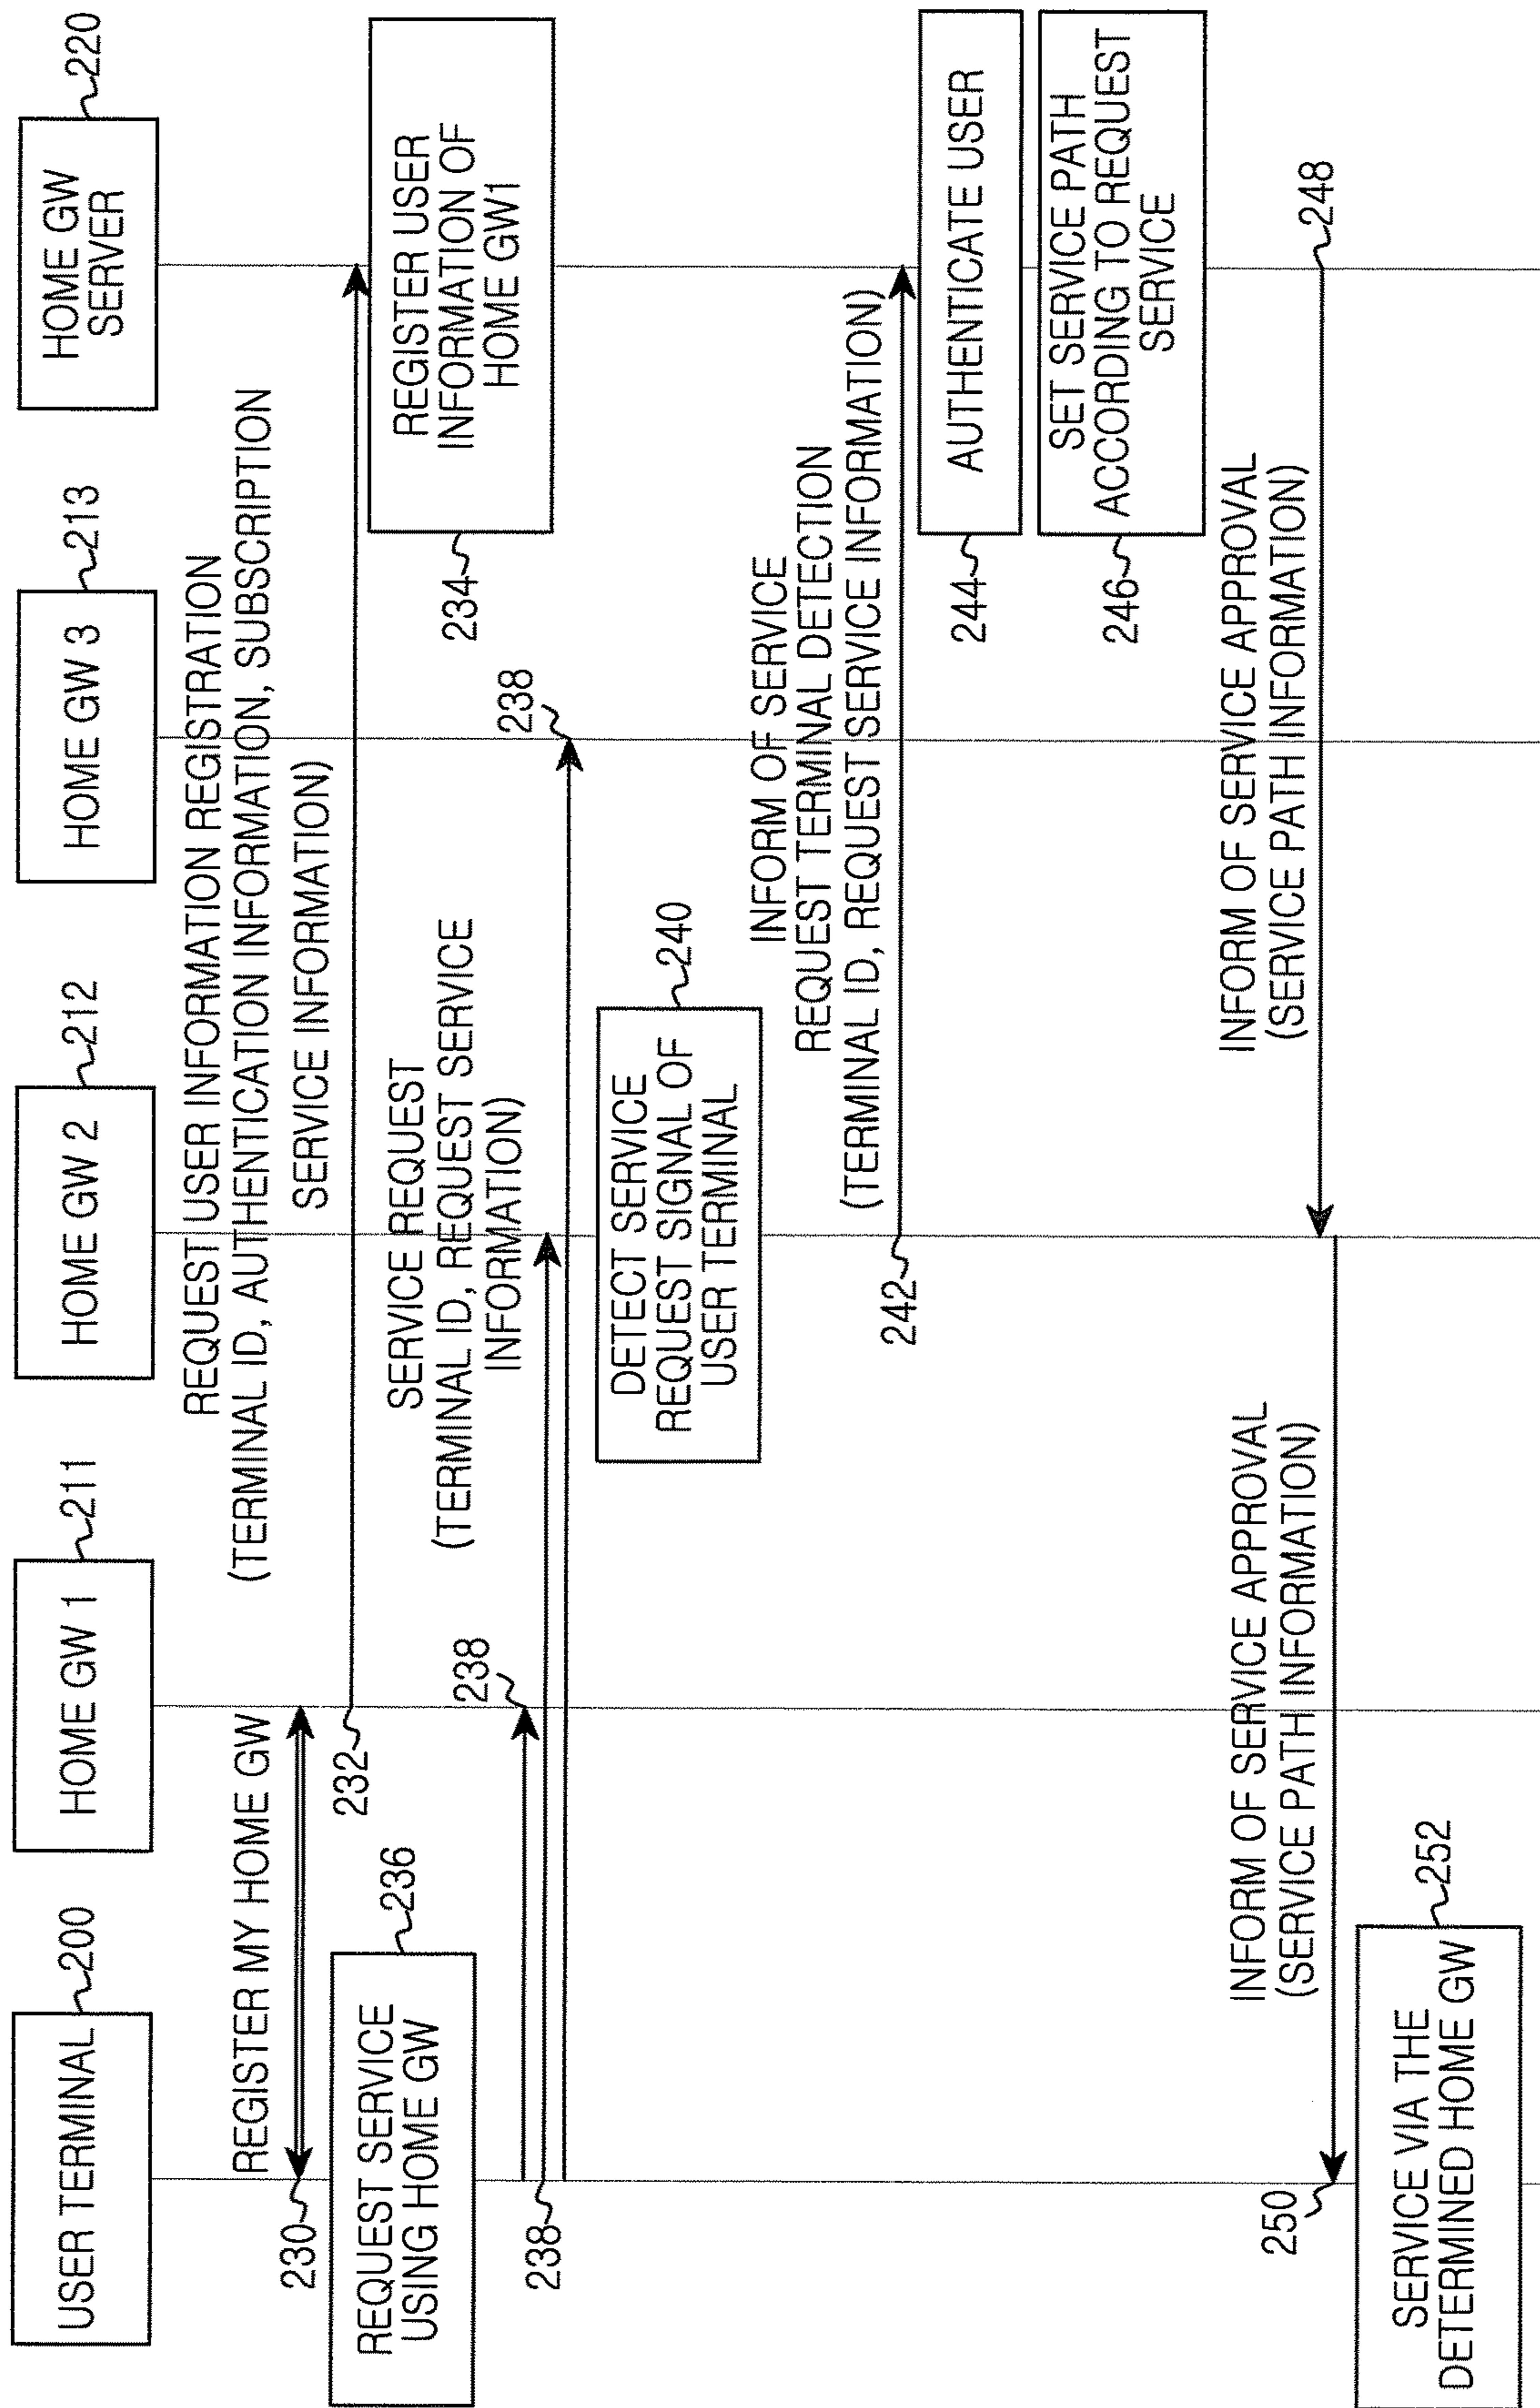 USER TERMINAL
200
HOME GW 1
211
HOME GW 2
212
HOME GW 3
213
HOME GW
SERVER
220
REGISTER MY HOME GW
230
REQUEST USER INFORMATION REGISTRATION
(TERMINAL ID, AUTHENTICATION INFORMATION, SUBSCRIPTION
SERVICE INFORMATION)
232
REGISTER USER
INFORMATION OF
HOME GW1
234
REQUEST SERVICE
USING HOME GW
236
SERVICE REQUEST
(TERMINAL ID, REQUEST SERVICE
INFORMATION)
238
238
238
DETECT SERVICE
REQUEST SIGNAL OF
USER TERMINAL
240
INFORM OF SERVICE
REQUEST TERMINAL DETECTION
(TERMINAL ID, REQUEST SERVICE INFORMATION)
242
AUTHENTICATE USER
244
SET SERVICE PATH
ACCORDING TO REQUEST
SERVICE
246
INFORM OF SERVICE APPROVAL
(SERVICE PATH INFORMATION)
248
INFORM OF SERVICE APPROVAL
(SERVICE PATH INFORMATION)
250
SERVICE VIA THE
DETERMINED HOME GW
252